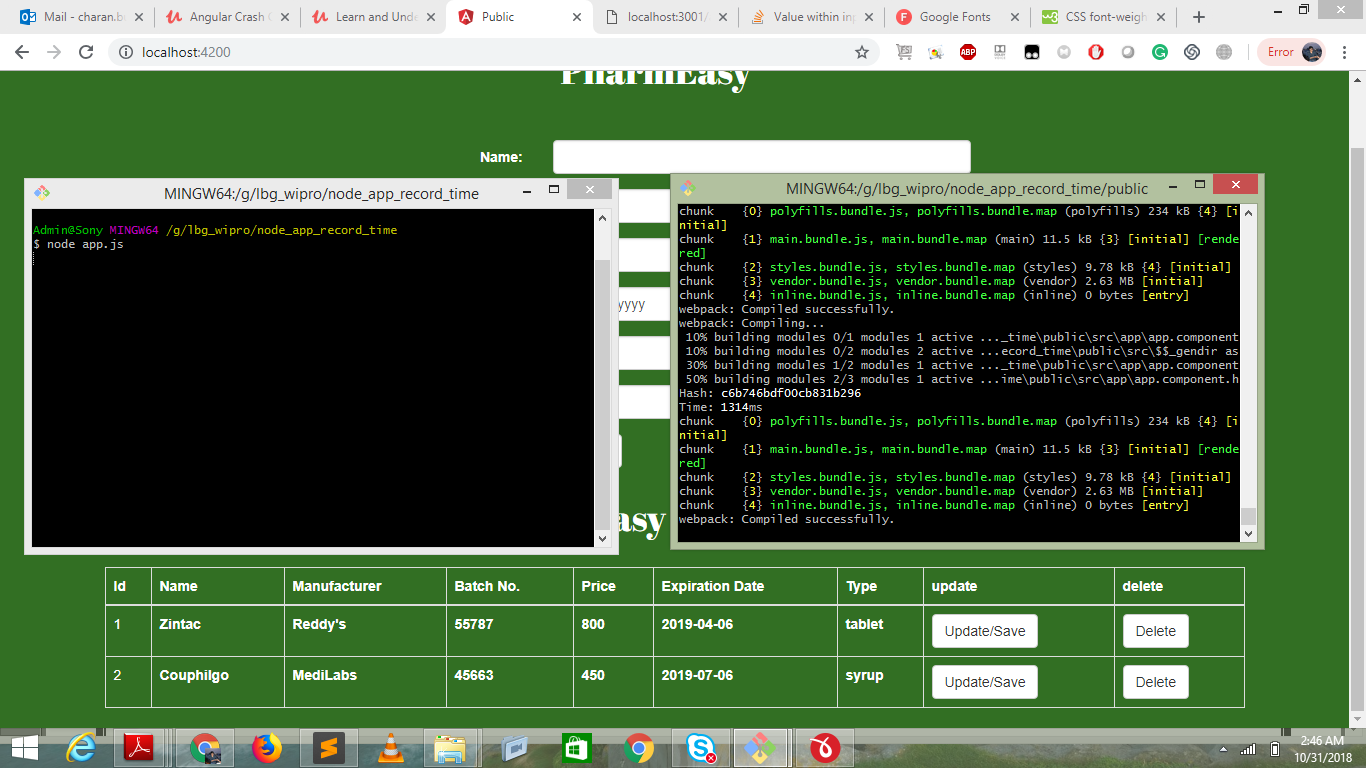 Mail - charan.b
Angular Crash C
Learn and Unde
Public
localhost:3001/
Value within inp
Google Fonts
CSS font-weigh
localhost:4200
ABP
Error
PharmEasy
Name:
MINGW64:/g/lbg_wipro/node_app_record_time
Admin@Sony MINGW64 /g/lbg_wipro/node_app_record_time
$ node app.js
yyyy
MINGW64:/g/lbg_wipro/node_app_record_time/public
chunk {0} polyfills.bundle.js, polyfills.bundle.map (polyfills) 234 kB {4} [i
nitial]
chunk {1} main.bundle.js, main.bundle.map (main) 11.5 kB {3} [initial] [rende
red]
chunk {2} styles.bundle.js, styles.bundle.map (styles) 9.78 kB {4} [initial]
chunk {3} vendor.bundle.js, vendor.bundle.map (vendor) 2.63 MB [initial]
chunk {4} inline.bundle.js, inline.bundle.map (inline) 0 bytes [entry]
webpack: Compiled successfully.
webpack: Compiling...
10% building modules 0/1 modules 1 active ..._time\public\src\app\app.component
10% building modules 0/2 modules 2 active ...ecord_time\public\src\$$_gendir as
30% building modules 1/2 modules 1 active ..._time\public\src\app\app.component
50% building modules 2/3 modules 1 active ...ime\public\src\app\app.component.h
Hash: c6b746bdf00cb831b296
Time: 1314ms
chunk {0} polyfills.bundle.js, polyfills.bundle.map (polyfills) 234 kB {4} [i
nitial]
chunk {1} main.bundle.js, main.bundle.map (main) 11.5 kB {3} [initial] [rende
red]
chunk {2} styles.bundle.js, styles.bundle.map (styles) 9.78 kB {4} [initial]
chunk {3} vendor.bundle.js, vendor.bundle.map (vendor) 2.63 MB [initial]
chunk {4} inline.bundle.js, inline.bundle.map (inline) 0 bytes [entry]
webpack: Compiled successfully.
asy
Id Name Manufacturer Batch No. Price Expiration Date Type update delete
1 Zintac Reddy's 55787 800 2019-04-06 tablet Update/Save Delete
2 Couphilgo MediLabs 45663 450 2019-07-06 syrup Update/Save Delete
2:46 AM
10/31/2018